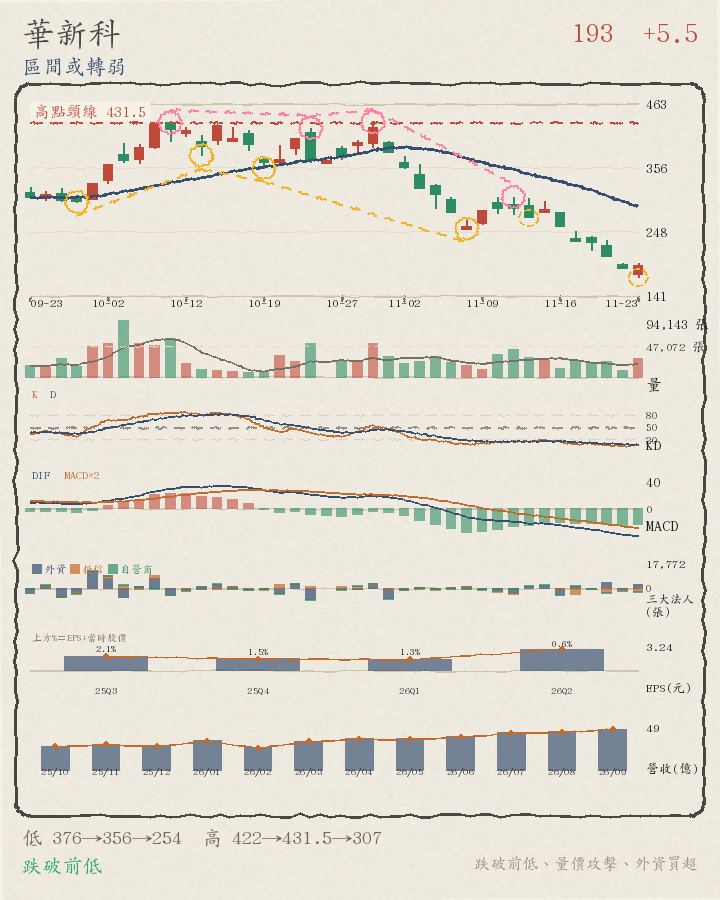 華新科
193 +5.5
區間或轉弱
高點頸線 431.5
463
356
248
141
09-23 10-02 10-12 10-19 10-27 11-02 11-09 11-16 11-23
94,143 張
47,072 張
量
K D
80
50
20
KD
DIF MACD×2
40
0
MACD
外資 投信 自營商
17,772
0
三大法人
(張)
上方%=EPS÷當時股價
2.1% 1.5% 1.3% 0.6%
3.24
25Q3 25Q4 26Q1 26Q2
EPS(元)
49
25/10 25/11 25/12 26/01 26/02 26/03 26/04 26/05 26/06 26/07 26/08 26/09
營收(億)
低 376→356→254 高 422→431.5→307
跌破前低
跌破前低、量價攻擊、外資買超